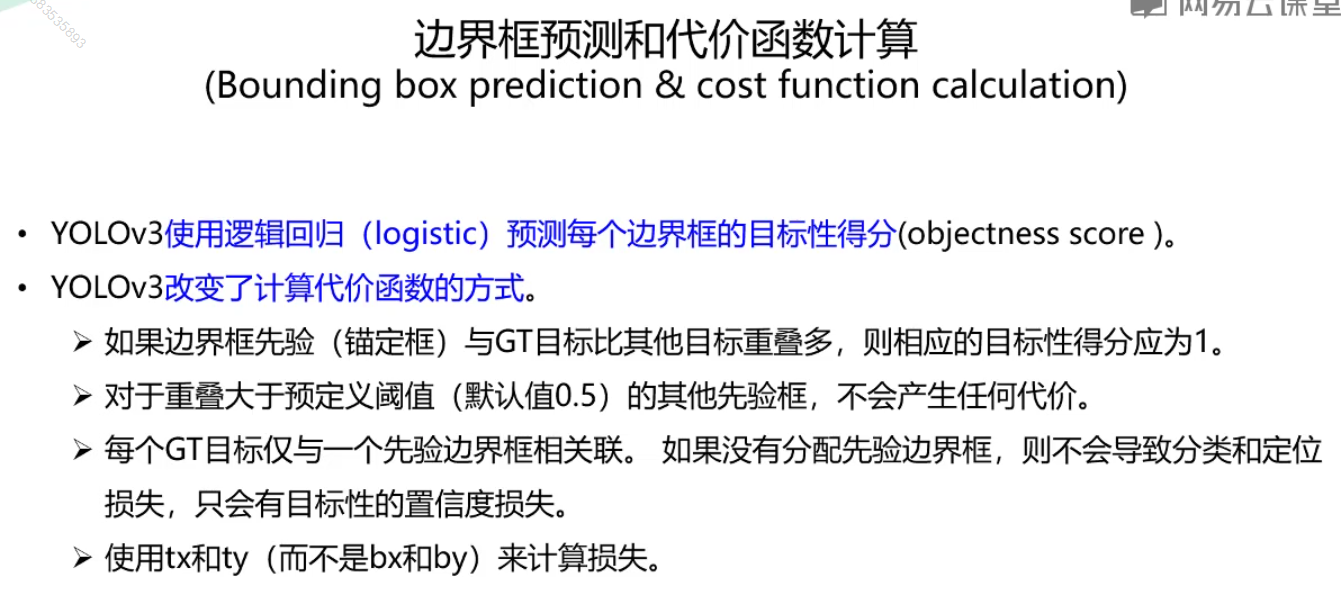 网易云课堂
边界框预测和代价函数计算
(Bounding box prediction & cost function calculation)
• YOLOv3使用逻辑回归（logistic）预测每个边界框的目标性得分(objectness score )。
• YOLOv3改变了计算代价函数的方式。
➢ 如果边界框先验（锚定框）与GT目标比其他目标重叠多，则相应的目标性得分应为1。
➢ 对于重叠大于预定义阈值（默认值0.5）的其他先验框，不会产生任何代价。
➢ 每个GT目标仅与一个先验边界框相关联。 如果没有分配先验边界框，则不会导致分类和定位
损失，只会有目标性的置信度损失。
➢ 使用tx和ty（而不是bx和by）来计算损失。